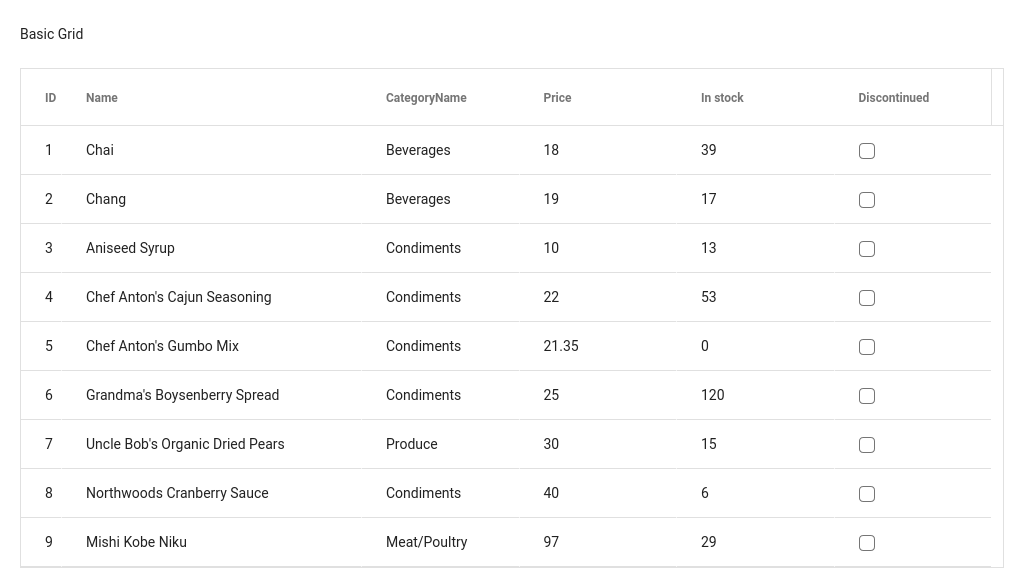 Basic Grid
ID Name CategoryName Price In stock Discontinued
1 Chai Beverages 18 39
2 Chang Beverages 19 17
3 Aniseed Syrup Condiments 10 13
4 Chef Anton's Cajun Seasoning Condiments 22 53
5 Chef Anton's Gumbo Mix Condiments 21.35 0
6 Grandma's Boysenberry Spread Condiments 25 120
7 Uncle Bob's Organic Dried Pears Produce 30 15
8 Northwoods Cranberry Sauce Condiments 40 6
9 Mishi Kobe Niku Meat/Poultry 97 29